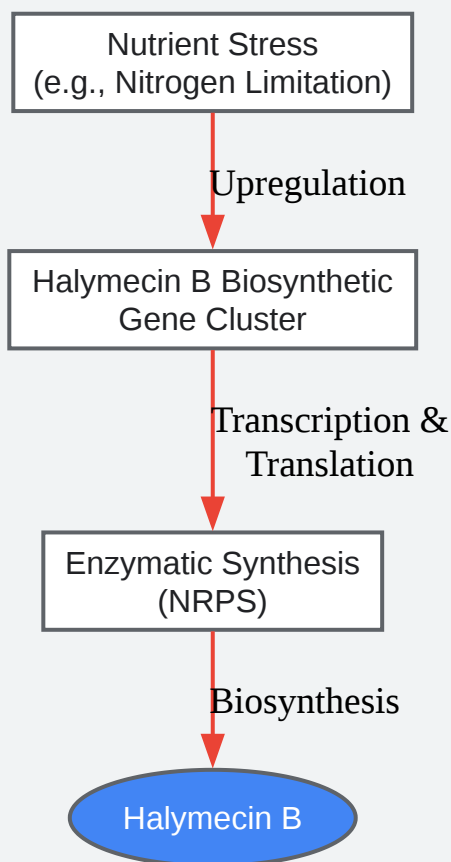 Nutrient Stress
(e.g., Nitrogen Limitation)
Upregulation
Halymecin B Biosynthetic
Gene Cluster
Transcription &
Translation
Enzymatic Synthesis
(NRPS)
Biosynthesis
Halymecin B